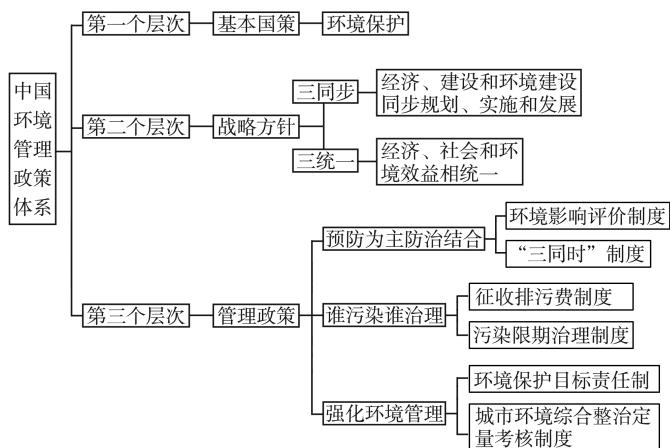 中国
环境
管理
政策
体系
第一个层次
基本国策
环境保护
第二个层次
战略方针
三同步
经济、建设和环境建设
同步规划、实施和发展
三统一
经济、社会和环
境效益相统一
第三个层次
管理政策
预防为主防治结合
环境影响评价制度
“三同时”制度
谁污染谁治理
征收排污费制度
污染限期治理制度
强化环境管理
环境保护目标责任制
城市环境综合整治定
量考核制度